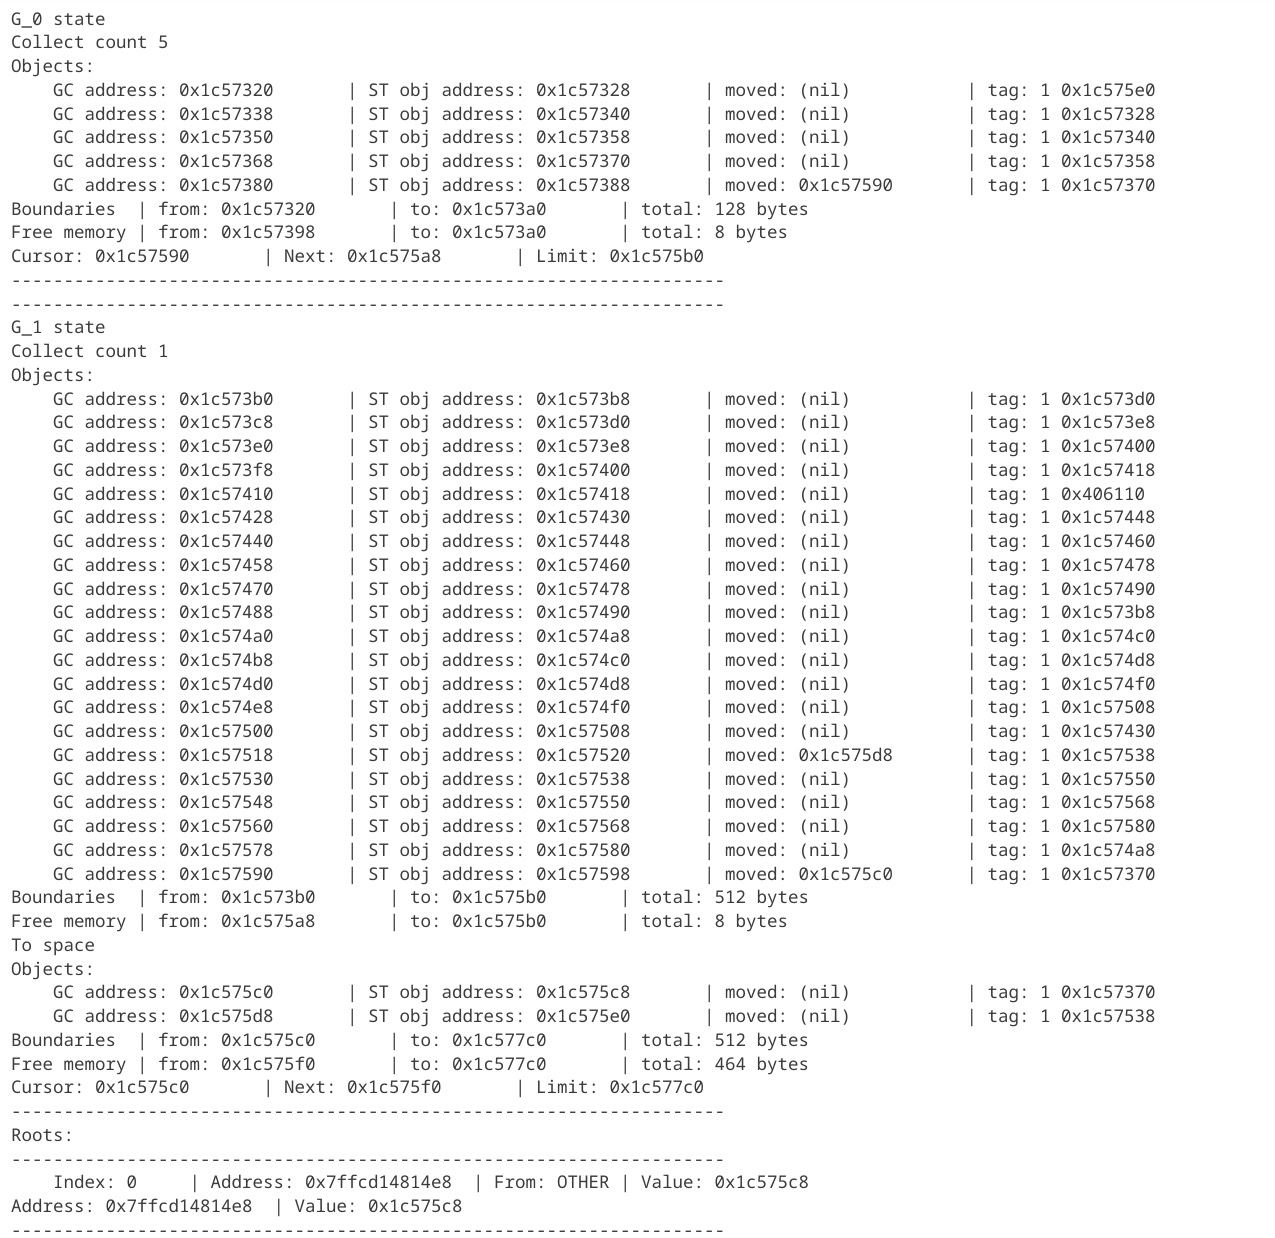 G_0 state
Collect count 5
Objects:
    GC address: 0x1c57320       | ST obj address: 0x1c57328       | moved: (nil)           | tag: 1 0x1c575e0
    GC address: 0x1c57338       | ST obj address: 0x1c57340       | moved: (nil)           | tag: 1 0x1c57328
    GC address: 0x1c57350       | ST obj address: 0x1c57358       | moved: (nil)           | tag: 1 0x1c57340
    GC address: 0x1c57368       | ST obj address: 0x1c57370       | moved: (nil)           | tag: 1 0x1c57358
    GC address: 0x1c57380       | ST obj address: 0x1c57388       | moved: 0x1c57590       | tag: 1 0x1c57370
Boundaries  | from: 0x1c57320       | to: 0x1c573a0       | total: 128 bytes
Free memory | from: 0x1c57398       | to: 0x1c573a0       | total: 8 bytes
Cursor: 0x1c57590       | Next: 0x1c575a8       | Limit: 0x1c575b0
--------------------------------------------------------------------
--------------------------------------------------------------------
G_1 state
Collect count 1
Objects:
    GC address: 0x1c573b0       | ST obj address: 0x1c573b8       | moved: (nil)           | tag: 1 0x1c573d0
    GC address: 0x1c573c8       | ST obj address: 0x1c573d0       | moved: (nil)           | tag: 1 0x1c573e8
    GC address: 0x1c573e0       | ST obj address: 0x1c573e8       | moved: (nil)           | tag: 1 0x1c57400
    GC address: 0x1c573f8       | ST obj address: 0x1c57400       | moved: (nil)           | tag: 1 0x1c57418
    GC address: 0x1c57410       | ST obj address: 0x1c57418       | moved: (nil)           | tag: 1 0x406110
    GC address: 0x1c57428       | ST obj address: 0x1c57430       | moved: (nil)           | tag: 1 0x1c57448
    GC address: 0x1c57440       | ST obj address: 0x1c57448       | moved: (nil)           | tag: 1 0x1c57460
    GC address: 0x1c57458       | ST obj address: 0x1c57460       | moved: (nil)           | tag: 1 0x1c57478
    GC address: 0x1c57470       | ST obj address: 0x1c57478       | moved: (nil)           | tag: 1 0x1c57490
    GC address: 0x1c57488       | ST obj address: 0x1c57490       | moved: (nil)           | tag: 1 0x1c573b8
    GC address: 0x1c574a0       | ST obj address: 0x1c574a8       | moved: (nil)           | tag: 1 0x1c574c0
    GC address: 0x1c574b8       | ST obj address: 0x1c574c0       | moved: (nil)           | tag: 1 0x1c574d8
    GC address: 0x1c574d0       | ST obj address: 0x1c574d8       | moved: (nil)           | tag: 1 0x1c574f0
    GC address: 0x1c574e8       | ST obj address: 0x1c574f0       | moved: (nil)           | tag: 1 0x1c57508
    GC address: 0x1c57500       | ST obj address: 0x1c57508       | moved: (nil)           | tag: 1 0x1c57430
    GC address: 0x1c57518       | ST obj address: 0x1c57520       | moved: 0x1c575d8       | tag: 1 0x1c57538
    GC address: 0x1c57530       | ST obj address: 0x1c57538       | moved: (nil)           | tag: 1 0x1c57550
    GC address: 0x1c57548       | ST obj address: 0x1c57550       | moved: (nil)           | tag: 1 0x1c57568
    GC address: 0x1c57560       | ST obj address: 0x1c57568       | moved: (nil)           | tag: 1 0x1c57580
    GC address: 0x1c57578       | ST obj address: 0x1c57580       | moved: (nil)           | tag: 1 0x1c574a8
    GC address: 0x1c57590       | ST obj address: 0x1c57598       | moved: 0x1c575c0       | tag: 1 0x1c57370
Boundaries  | from: 0x1c573b0       | to: 0x1c575b0       | total: 512 bytes
Free memory | from: 0x1c575a8       | to: 0x1c575b0       | total: 8 bytes
To space
Objects:
    GC address: 0x1c575c0       | ST obj address: 0x1c575c8       | moved: (nil)           | tag: 1 0x1c57370
    GC address: 0x1c575d8       | ST obj address: 0x1c575e0       | moved: (nil)           | tag: 1 0x1c57538
Boundaries  | from: 0x1c575c0       | to: 0x1c577c0       | total: 512 bytes
Free memory | from: 0x1c575f0       | to: 0x1c577c0       | total: 464 bytes
Cursor: 0x1c575c0       | Next: 0x1c575f0       | Limit: 0x1c577c0
--------------------------------------------------------------------
Roots:
--------------------------------------------------------------------
    Index: 0     | Address: 0x7ffcd14814e8  | From: OTHER | Value: 0x1c575c8
Address: 0x7ffcd14814e8  | Value: 0x1c575c8
--------------------------------------------------------------------